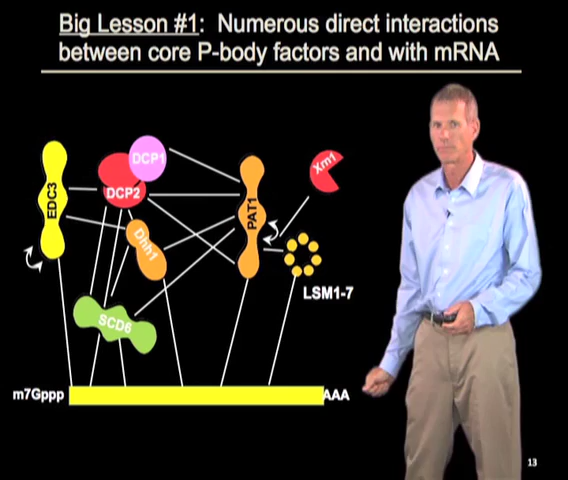 Big Lesson #1: Numerous direct interactions
between core P-body factors and with mRNA
DCP1
Xrn1
EDC3
DCP2
PAT1
Dhh1
LSM1-7
SCD6
m7Gppp
AAA
13